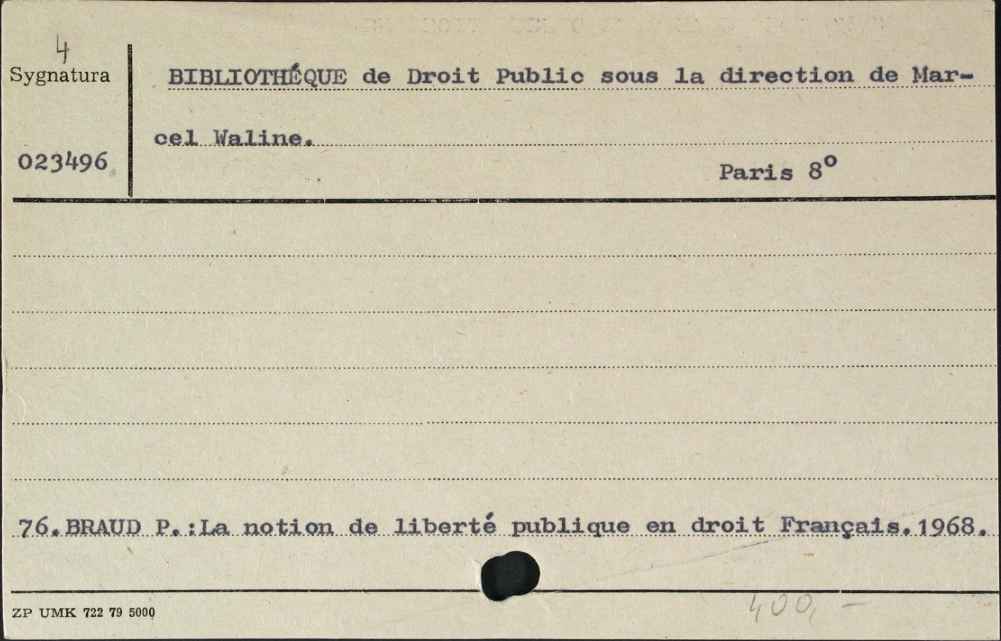 4
Sygnatura
BIBLIOTHÉQUE de Droit Public sous la direction de Mar-
cel Waline.
023496
Paris 8º
76.BRAUD P.:La notion de liberté publique en droit Français.1968.
ZP UMK 722 79 5000
400,-